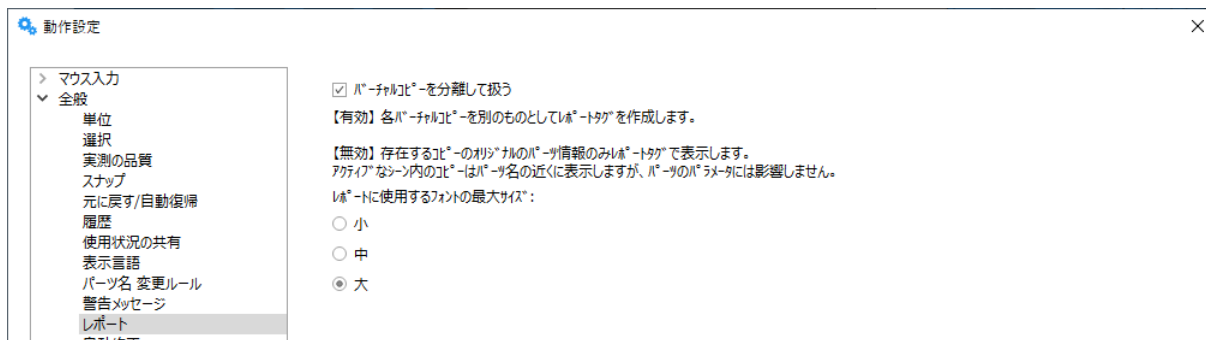 動作設定
マウス入力
全般
単位
選択
実測の品質
スナップ
元に戻す/自動復帰
履歴
使用状況の共有
表示言語
パーツ名 変更ルール
警告メッセージ
レポート
ﾊﾞｰﾁｬﾙｺﾋﾟｰを分離して扱う
【有効】各ﾊﾞｰﾁｬﾙｺﾋﾟｰを別のものとしてﾚﾎﾟｰﾄﾀｸﾞを作成します。
【無効】存在するｺﾋﾟｰのｵﾘｼﾞﾅﾙのﾊﾟｰﾂ情報のみﾚﾎﾟｰﾄﾀｸﾞで表示します。
ｱｸﾃｨﾌﾞなｼｰﾝ内のｺﾋﾟｰはﾊﾟｰﾂ名の近くに表示しますが、ﾊﾟｰﾂのﾊﾟﾗﾒｰﾀには影響しません。
ﾚﾎﾟｰﾄに使用するﾌｫﾝﾄの最大ｻｲｽﾞ:
小
中
大